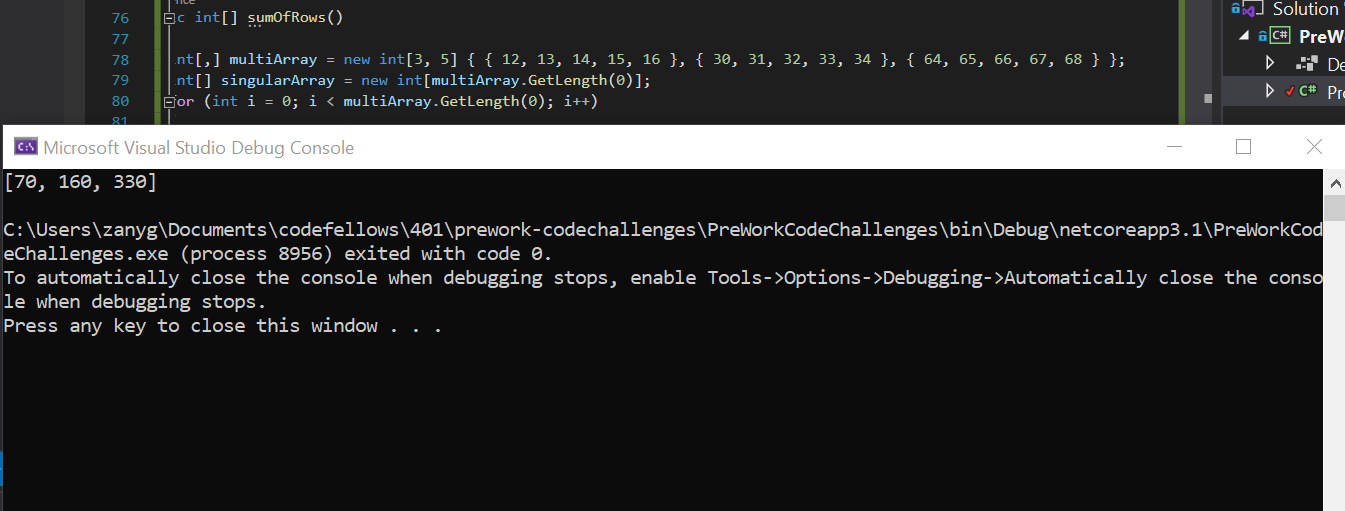 nce
76 c int[] sumOfRows()
77
78 nt[,] multiArray = new int[3, 5] { { 12, 13, 14, 15, 16 }, { 30, 31, 32, 33, 34 }, { 64, 65, 66, 67, 68 } };
79 nt[] singularArray = new int[multiArray.GetLength(0)];
80 or (int i = 0; i < multiArray.GetLength(0); i++)
81
Solution '
C# PreW
De
C# Pro
C:\ Microsoft Visual Studio Debug Console
[70, 160, 330]
C:\Users\zanyg\Documents\codefellows\401\prework-codechallenges\PreWorkCodeChallenges\bin\Debug\netcoreapp3.1\PreWorkCod
eChallenges.exe (process 8956) exited with code 0.
To automatically close the console when debugging stops, enable Tools->Options->Debugging->Automatically close the conso
le when debugging stops.
Press any key to close this window . . .